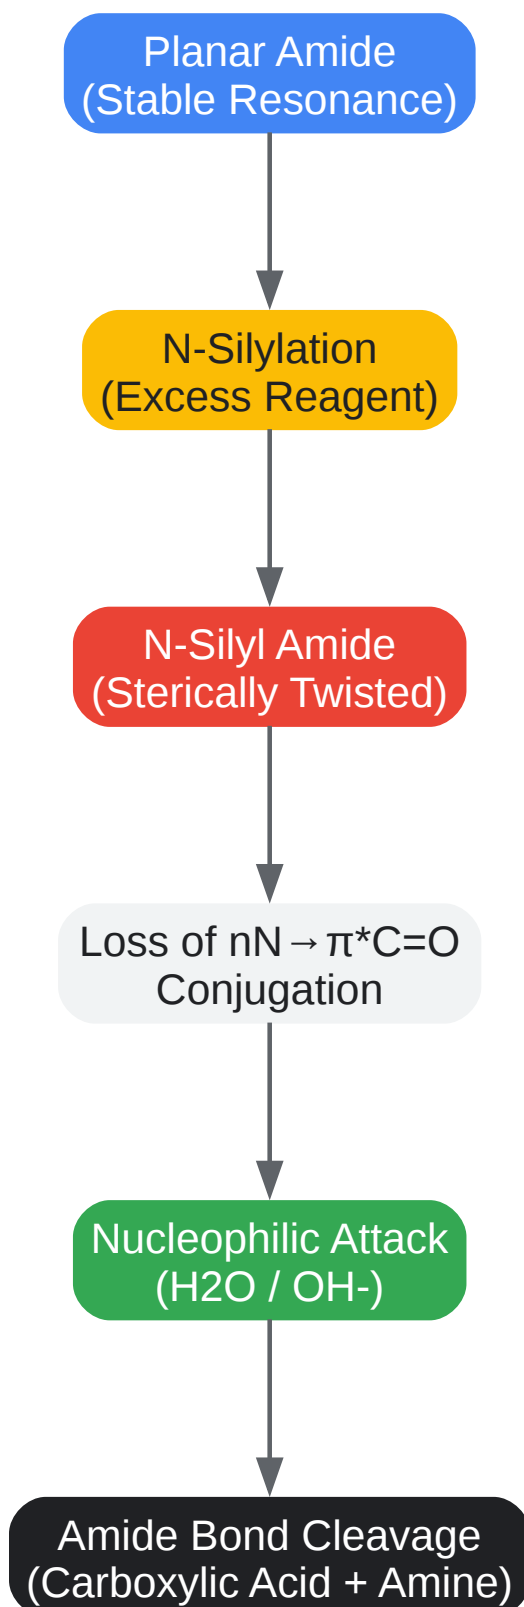 Planar Amide
(Stable Resonance)
N-Silylation
(Excess Reagent)
N-Silyl Amide
(Sterically Twisted)
Loss of nN→π*C=O
Conjugation
Nucleophilic Attack
(H2O / OH-)
Amide Bond Cleavage
(Carboxylic Acid + Amine)